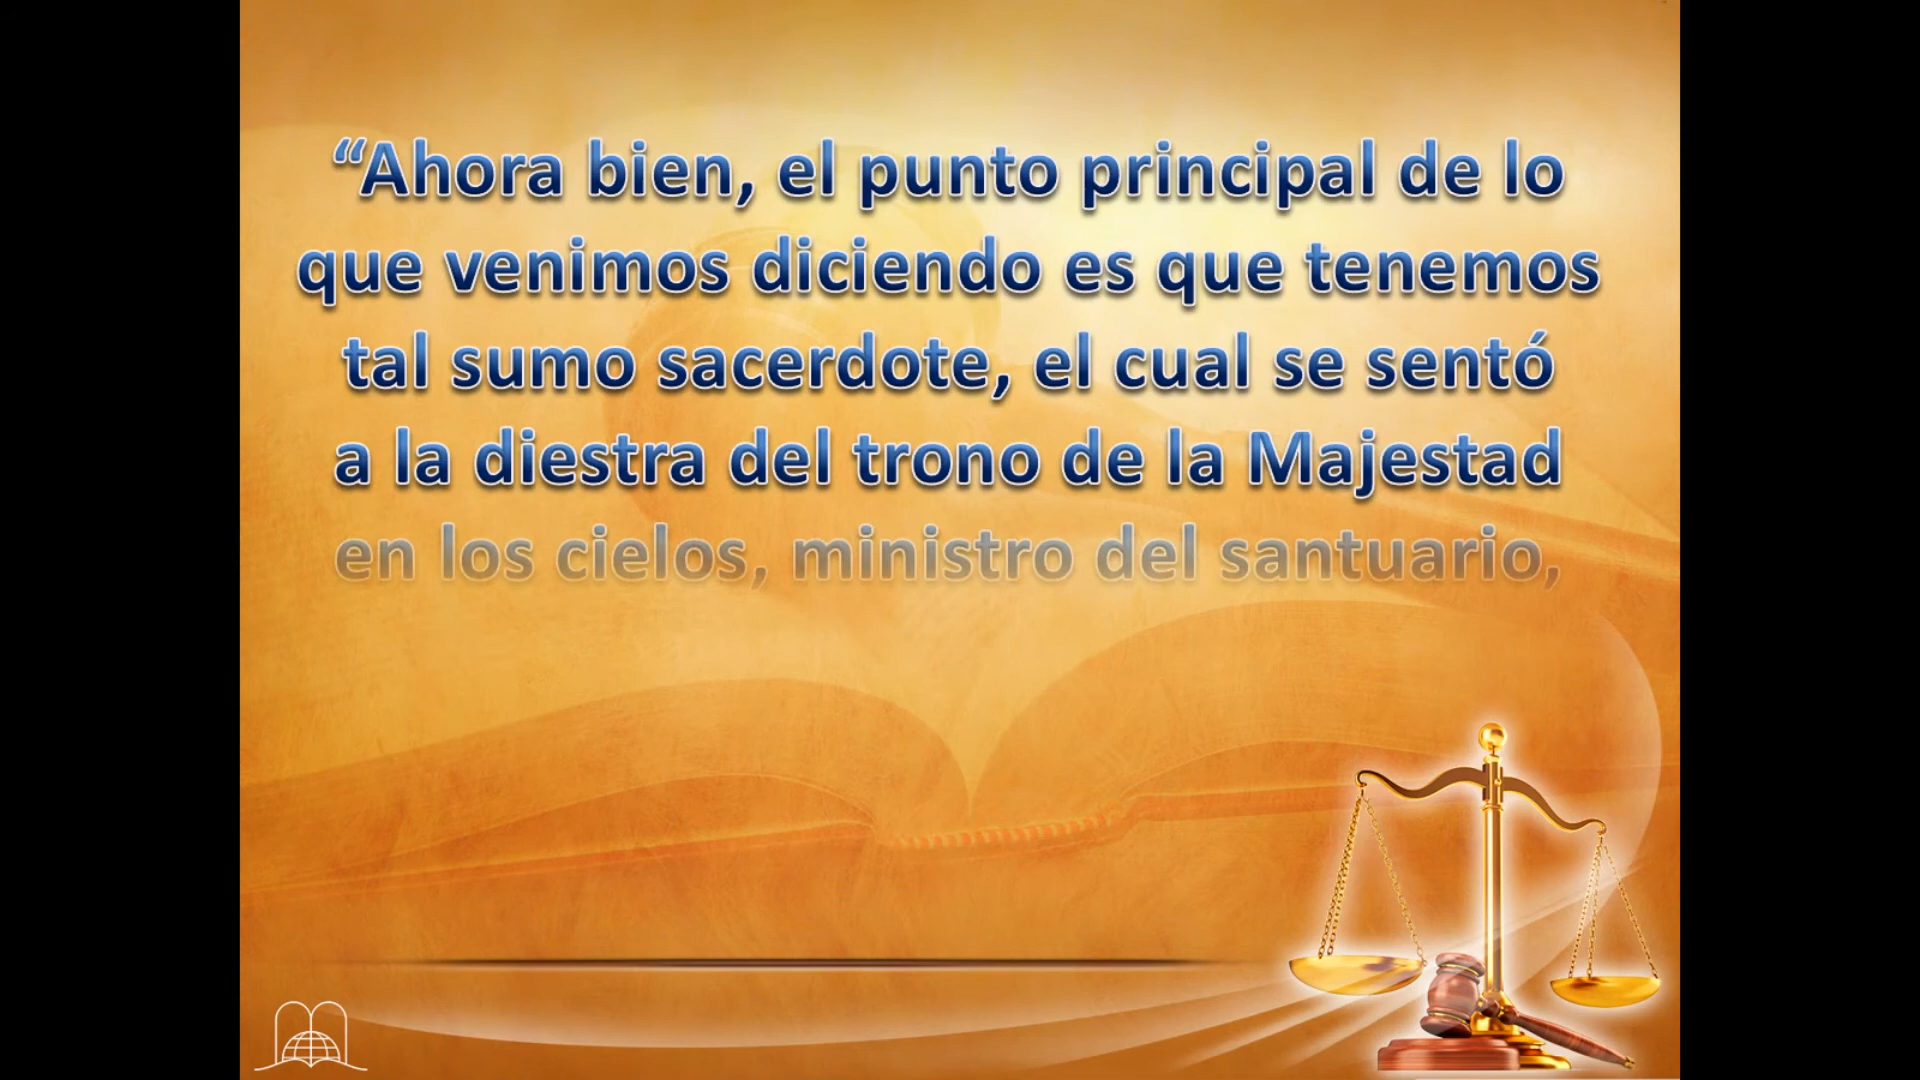 “Ahora bien, el punto principal de lo
que venimos diciendo es que tenemos
tal sumo sacerdote, el cual se sentó
a la diestra del trono de la Majestad
en los cielos, ministro del santuario,